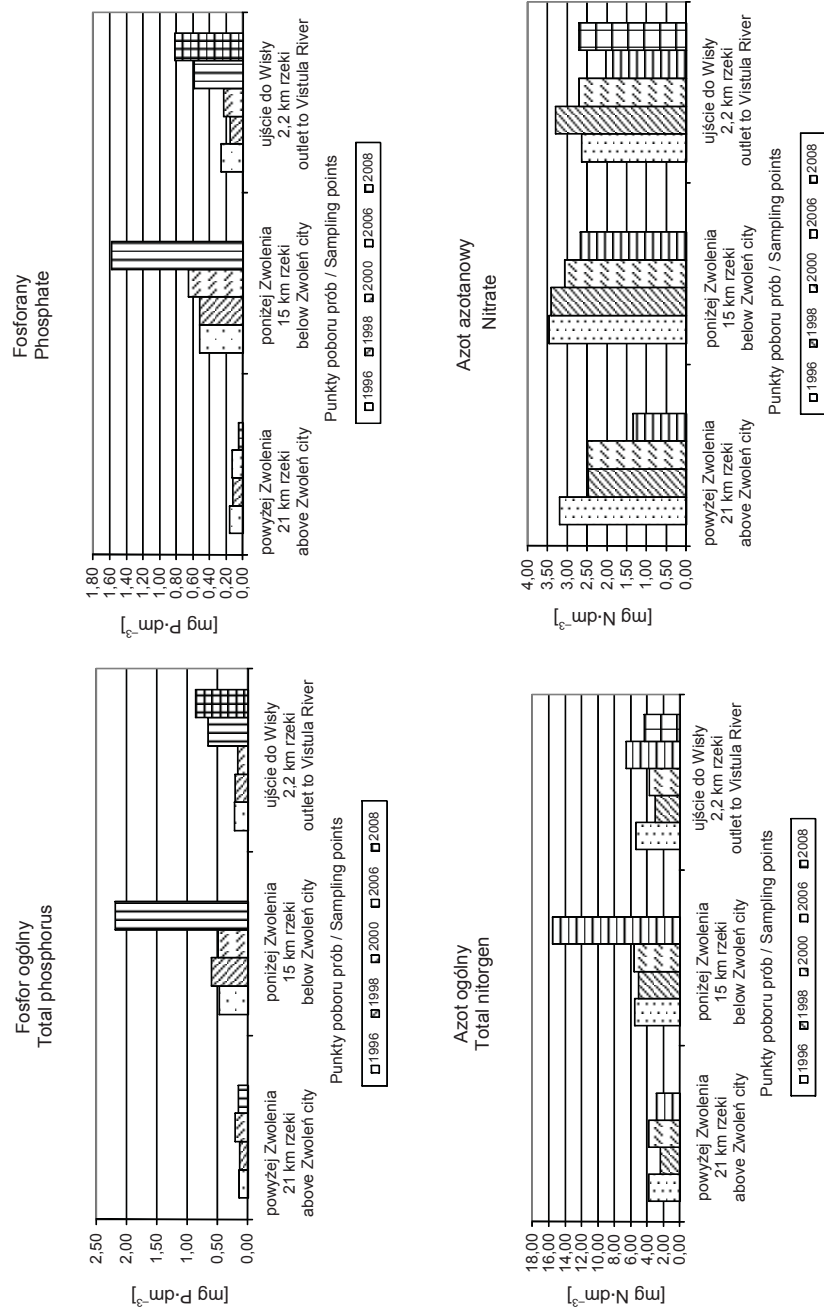 Fosfor ogólny
Total phosphorus
[mg P·dm⁻³]
2,50
2,00
1,50
1,00
0,50
0,00
powyżej Zwolenia
21 km rzeki
above Zwoleń city
poniżej Zwolenia
15 km rzeki
below Zwoleń city
ujście do Wisły
2,2 km rzeki
outlet to Vistula River
Punkty poboru prób / Sampling points
1996 1998 2000 2006 2008
Fosforany
Phosphate
[mg P·dm⁻³]
1,80
1,60
1,40
1,20
1,00
0,80
0,60
0,40
0,20
0,00
powyżej Zwolenia
21 km rzeki
above Zwoleń city
poniżej Zwolenia
15 km rzeki
below Zwoleń city
ujście do Wisły
2,2 km rzeki
outlet to Vistula River
Punkty poboru prób / Sampling points
1996 1998 2000 2006 2008
Azot ogólny
Total nitorgen
[mg N·dm⁻³]
18,00
16,00
14,00
12,00
10,00
8,00
6,00
4,00
2,00
0,00
powyżej Zwolenia
21 km rzeki
above Zwoleń city
poniżej Zwolenia
15 km rzeki
below Zwoleń city
ujście do Wisły
2,2 km rzeki
outlet to Vistula River
Punkty poboru prób / Sampling points
1996 1998 2000 2006 2008
Azot azotanowy
Nitrate
[mg N·dm⁻³]
4,00
3,50
3,00
2,50
2,00
1,50
1,00
0,50
0,00
powyżej Zwolenia
21 km rzeki
above Zwoleń city
poniżej Zwolenia
15 km rzeki
below Zwoleń city
ujście do Wisły
2,2 km rzeki
outlet to Vistula River
Punkty poboru prób / Sampling points
1996 1998 2000 2006 2008